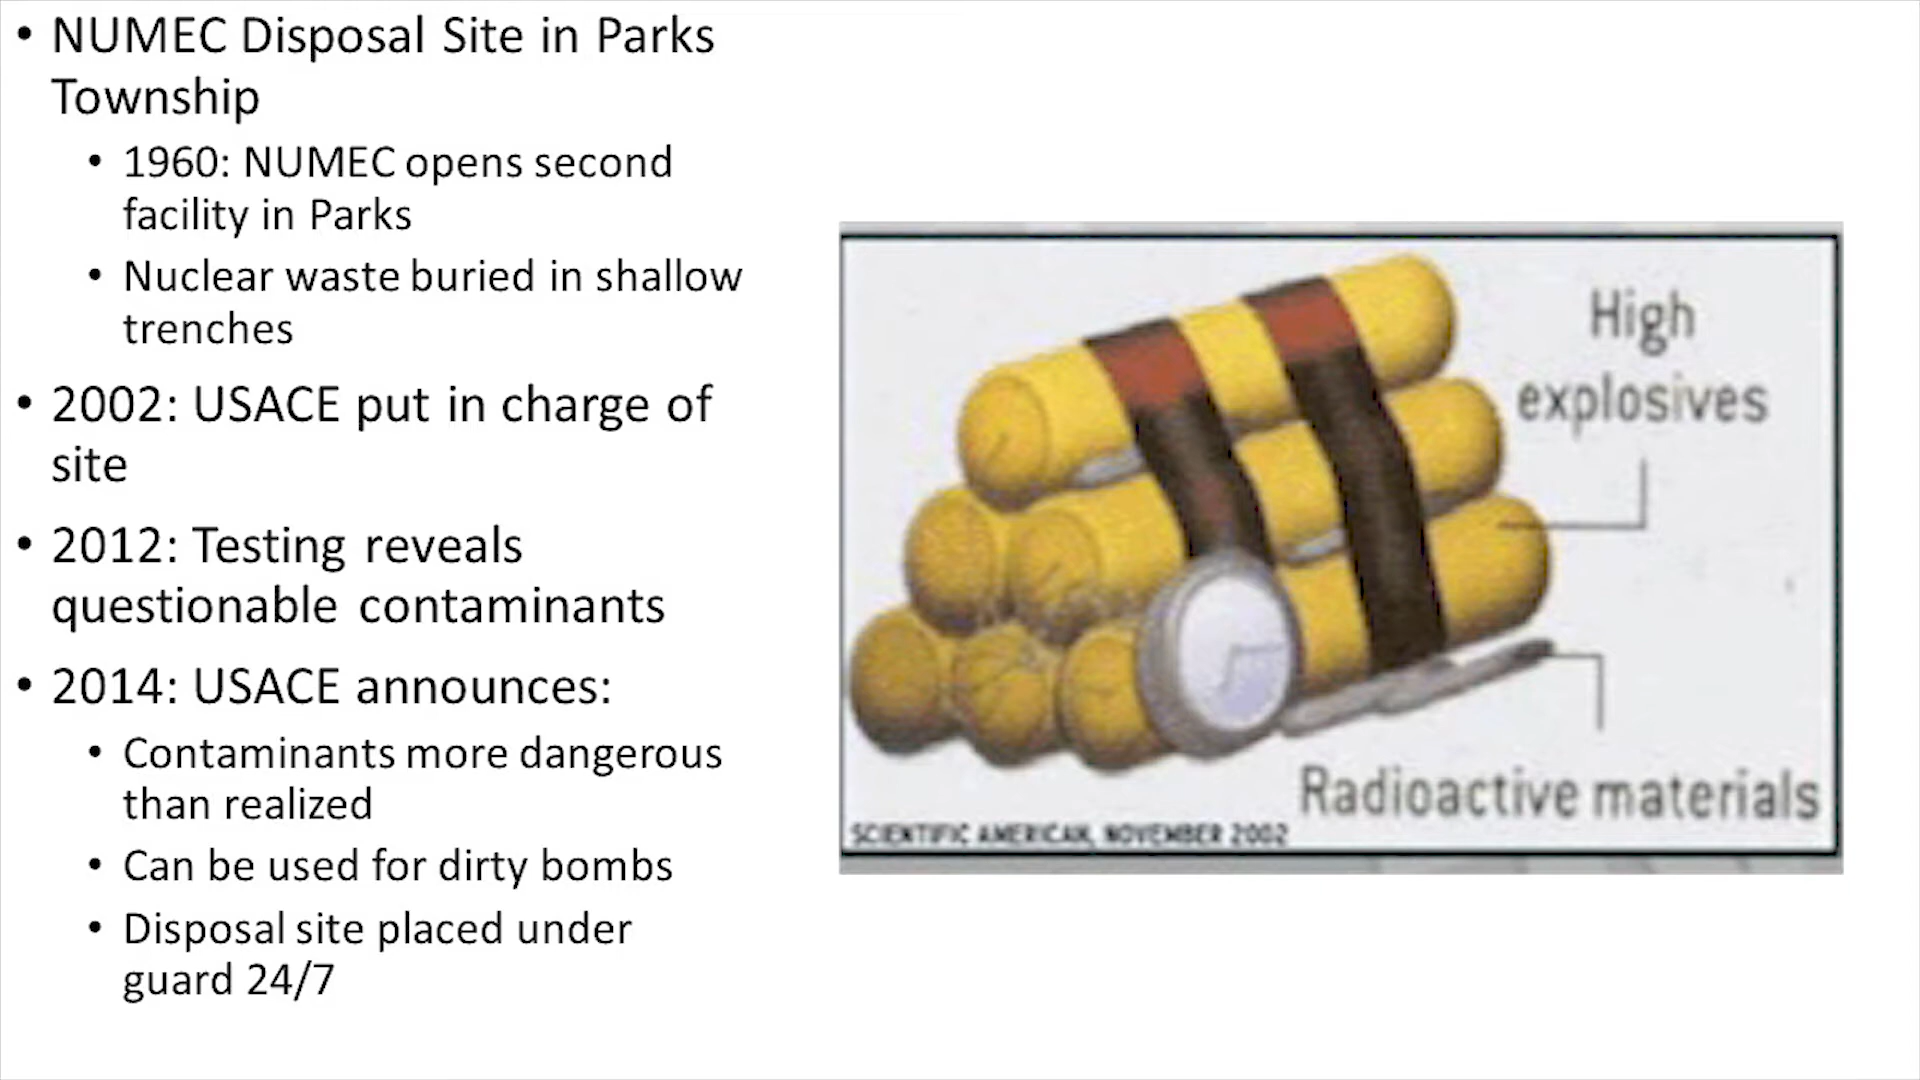 • NUMEC Disposal Site in Parks
Township
• 1960: NUMEC opens second
facility in Parks
• Nuclear waste buried in shallow
trenches
• 2002: USACE put in charge of
site
• 2012: Testing reveals
questionable contaminants
• 2014: USACE announces:
• Contaminants more dangerous
than realized
• Can be used for dirty bombs
• Disposal site placed under
guard 24/7
High
explosives
Radioactive materials
SCIENTIFIC AMERICAN, NOVEMBER 2002